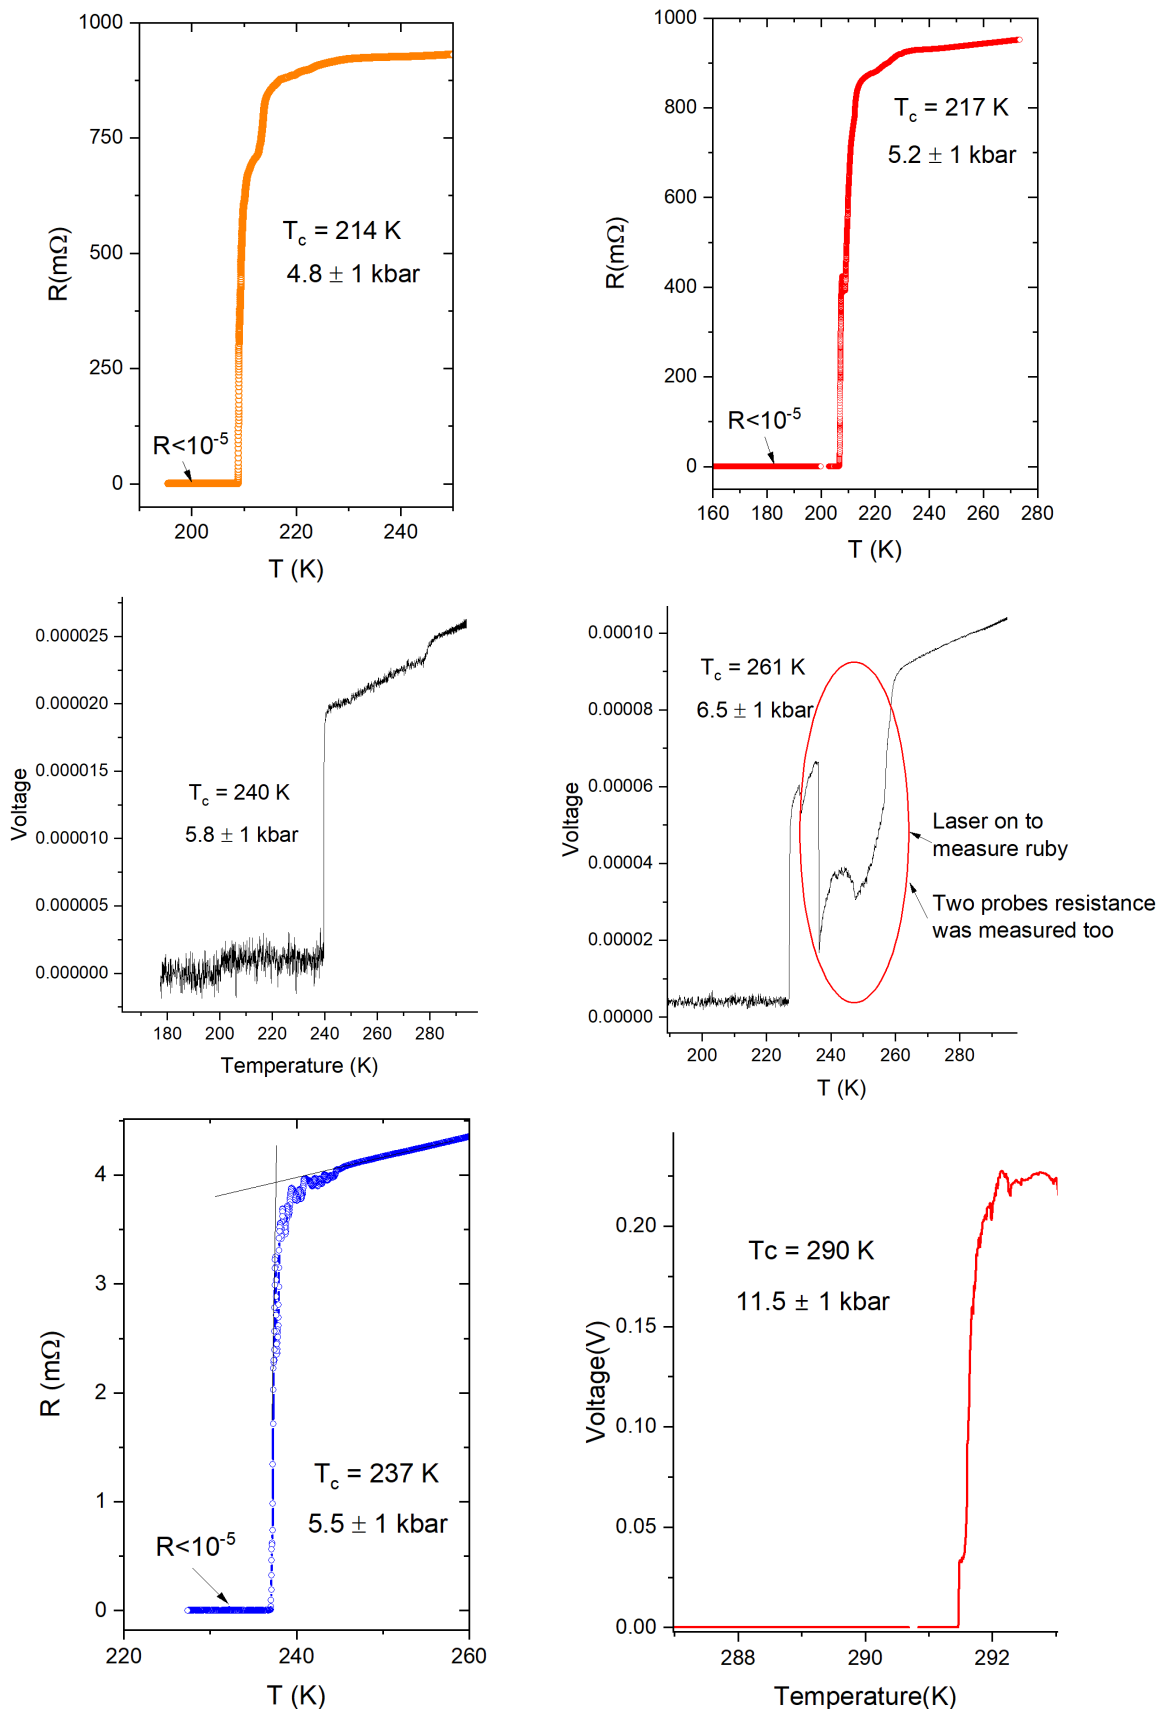 1000
750
500
250
0
R(mΩ)
T_c = 214 K
4.8 ± 1 kbar
R<10^-5
200 220 240
T (K)
1000
800
600
400
200
0
R(mΩ)
T_c = 217 K
5.2 ± 1 kbar
R<10^-5
160 180 200 220 240 260 280
T (K)
0.000025
0.000020
0.000015
0.000010
0.000005
0.000000
Voltage
T_c = 240 K
5.8 ± 1 kbar
180 200 220 240 260 280
Temperature (K)
0.00010
0.00008
0.00006
0.00004
0.00002
0.00000
Voltage
T_c = 261 K
6.5 ± 1 kbar
Laser on to
measure ruby
Two probes resistance
was measured too
200 220 240 260 280
T (K)
4
3
2
1
0
R (mΩ)
T_c = 237 K
5.5 ± 1 kbar
R<10^-5
220 240 260
T (K)
0.20
0.15
0.10
0.05
0.00
Voltage(V)
Tc = 290 K
11.5 ± 1 kbar
288 290 292
Temperature(K)